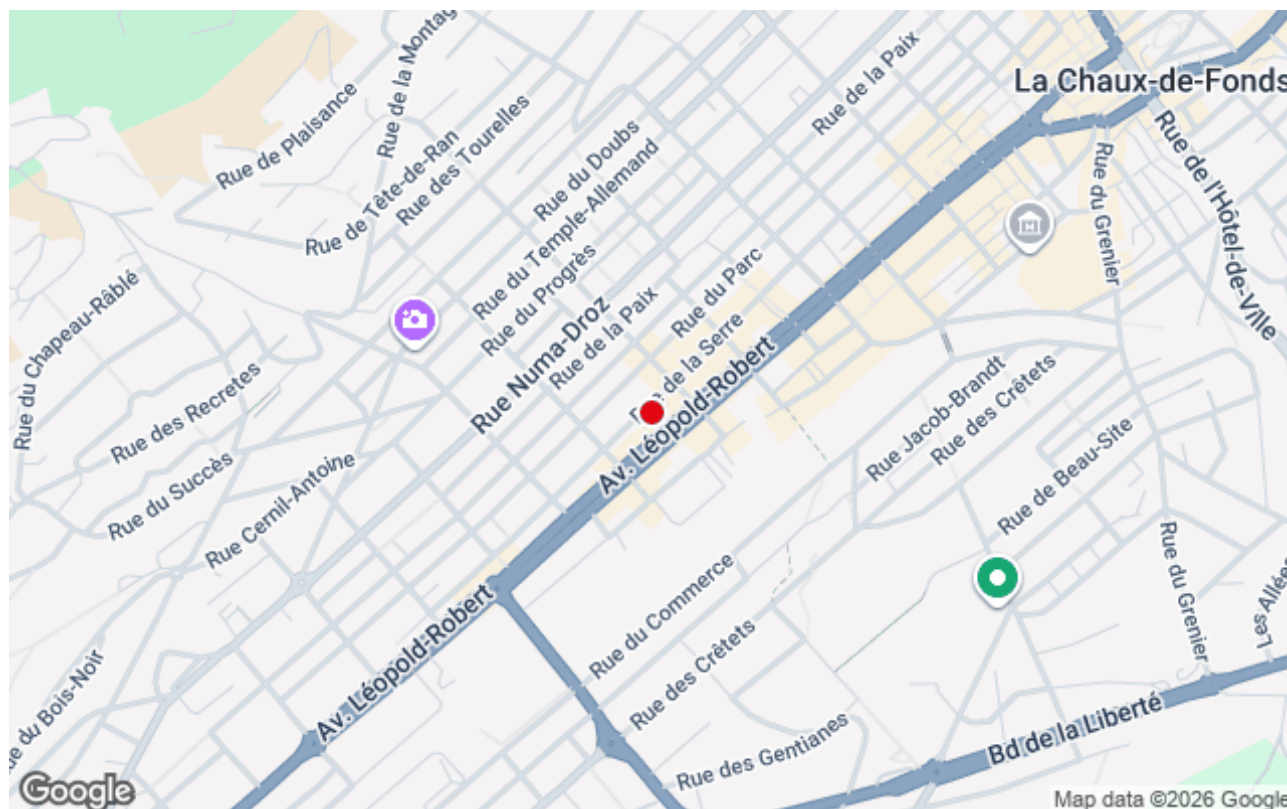 Rue de la Montag
Rue de la Paix
La Chaux-de-Fonds
Rue de Plaisance
Rue de Tête-de-Ran
Rue des Tourelles
Rue du Doubs
Rue du Temple-Allemand
Rue du Grenier
Rue de l'Hôtel-de-Ville
Rue du Chapeau-Râblé
Rue du Progrès
Rue Numa-Droz
Rue de la Paix
Rue du Parc
Rue de la Serre
Av. Léopold-Robert
Rue des Recretes
Rue Jacob-Brandt
Rue des Crêtets
Rue de Beau-Site
Rue du Succès
Rue Cernil-Antoine
Rue du Commerce
Rue du Grenier
Les Allée
Av. Léopold-Robert
Rue des Crêtets
ue du Bois-Noir
Rue des Gentianes
Bd de la Liberté
Google
Map data ©2026 Google